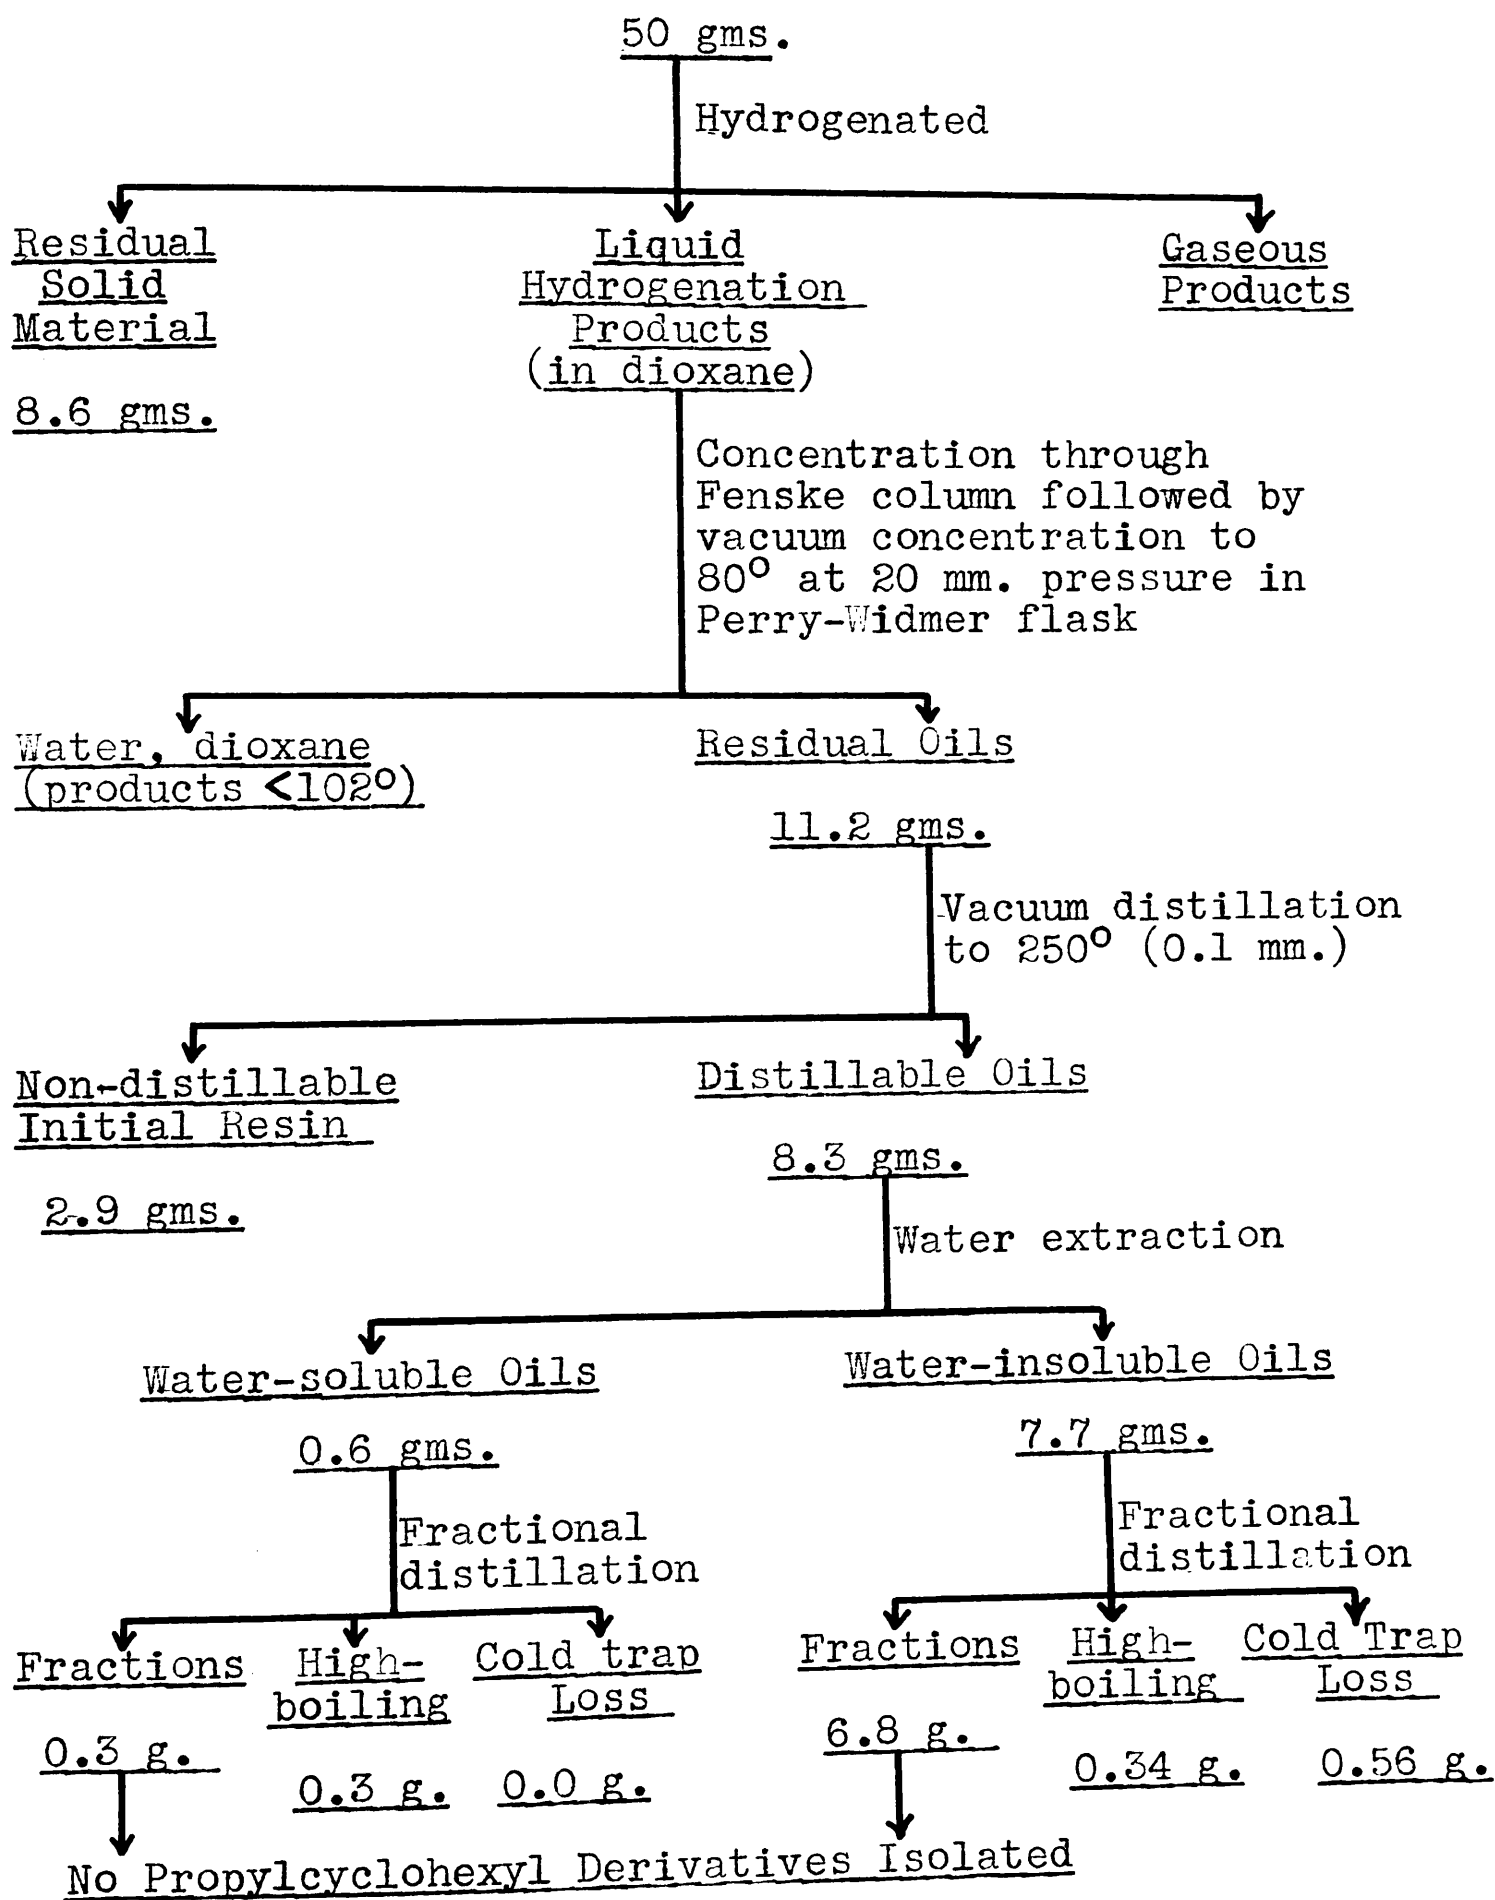 50 gms.
Hydrogenated
Residual
Solid
Material
8.6 gms.
Liquid
Hydrogenation
Products
(in dioxane)
Gaseous
Products
Concentration through
Fenske column followed by
vacuum concentration to
80° at 20 mm. pressure in
Perry-Widmer flask
Water, dioxane
(products <102°)
Residual Oils
11.2 gms.
Vacuum distillation
to 250° (0.1 mm.)
Non-distillable
Initial Resin
2.9 gms.
Distillable Oils
8.3 gms.
Water extraction
Water-soluble Oils
0.6 gms.
Water-insoluble Oils
7.7 gms.
Fractional
distillation
Fractional
distillation
Fractions
0.3 g.
High-
boiling
0.3 g.
Cold trap
Loss
0.0 g.
Fractions
6.8 g.
High-
boiling
0.34 g.
Cold Trap
Loss
0.56 g.
No Propylcyclohexyl Derivatives Isolated